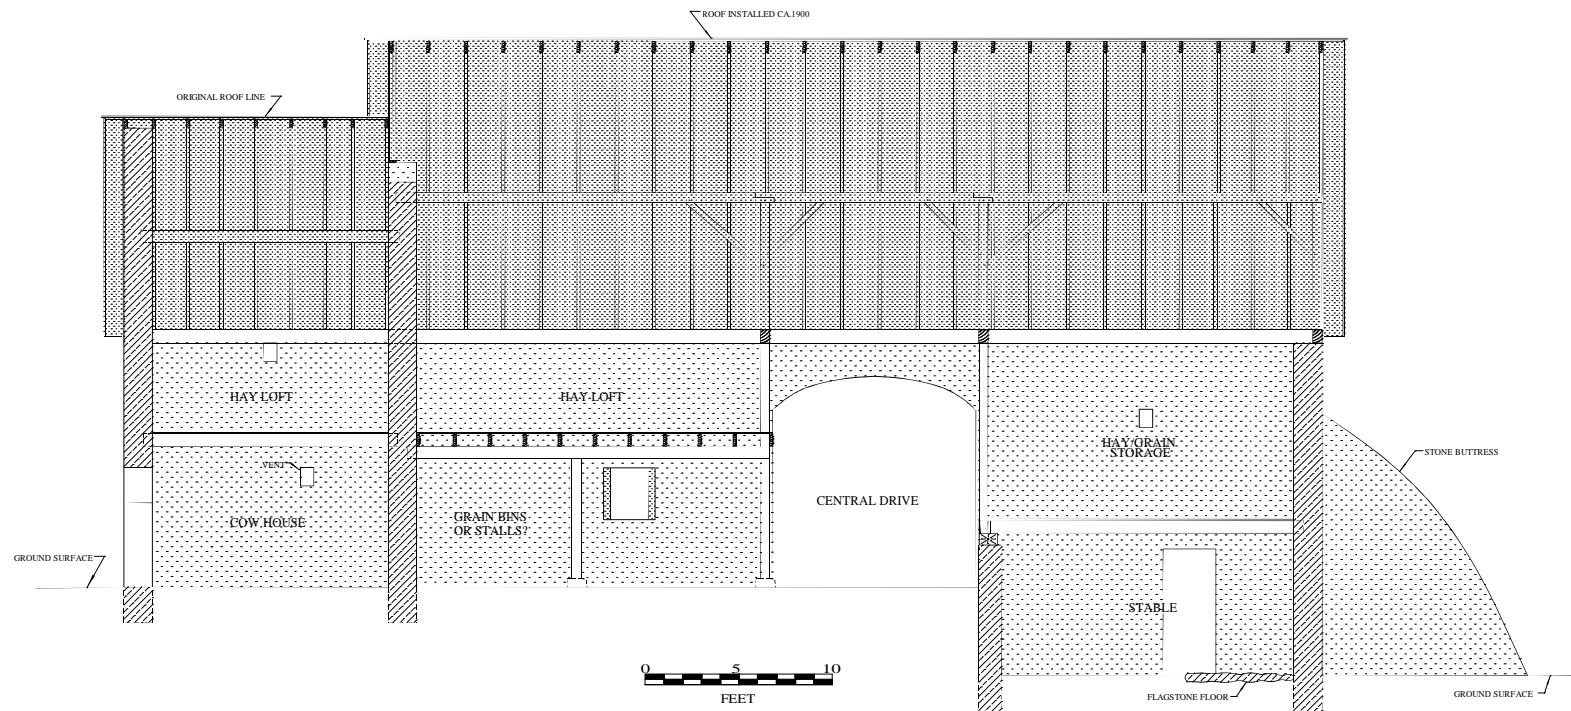 ROOF INSTALLED CA.1900
ORIGINAL ROOF LINE
HAY LOFT
HAY LOFT
HAY/GRAIN
STORAGE
STONE BUTTRESS
VENT
CENTRAL DRIVE
GRAIN BINS
OR STALLS?
COW HOUSE
GROUND SURFACE
STABLE
0 5 10
FEET
FLAGSTONE FLOOR
GROUND SURFACE